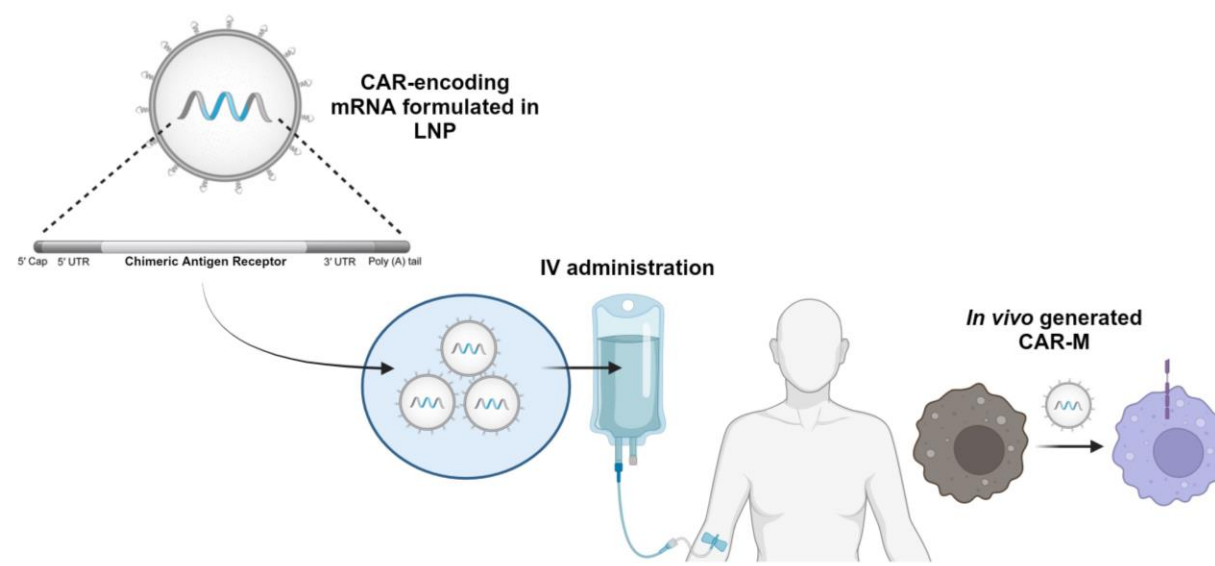 CAR-encoding
mRNA formulated in
LNP
5' Cap 5' UTR Chimeric Antigen Receptor 3' UTR Poly (A) tail
IV administration
In vivo generated
CAR-M